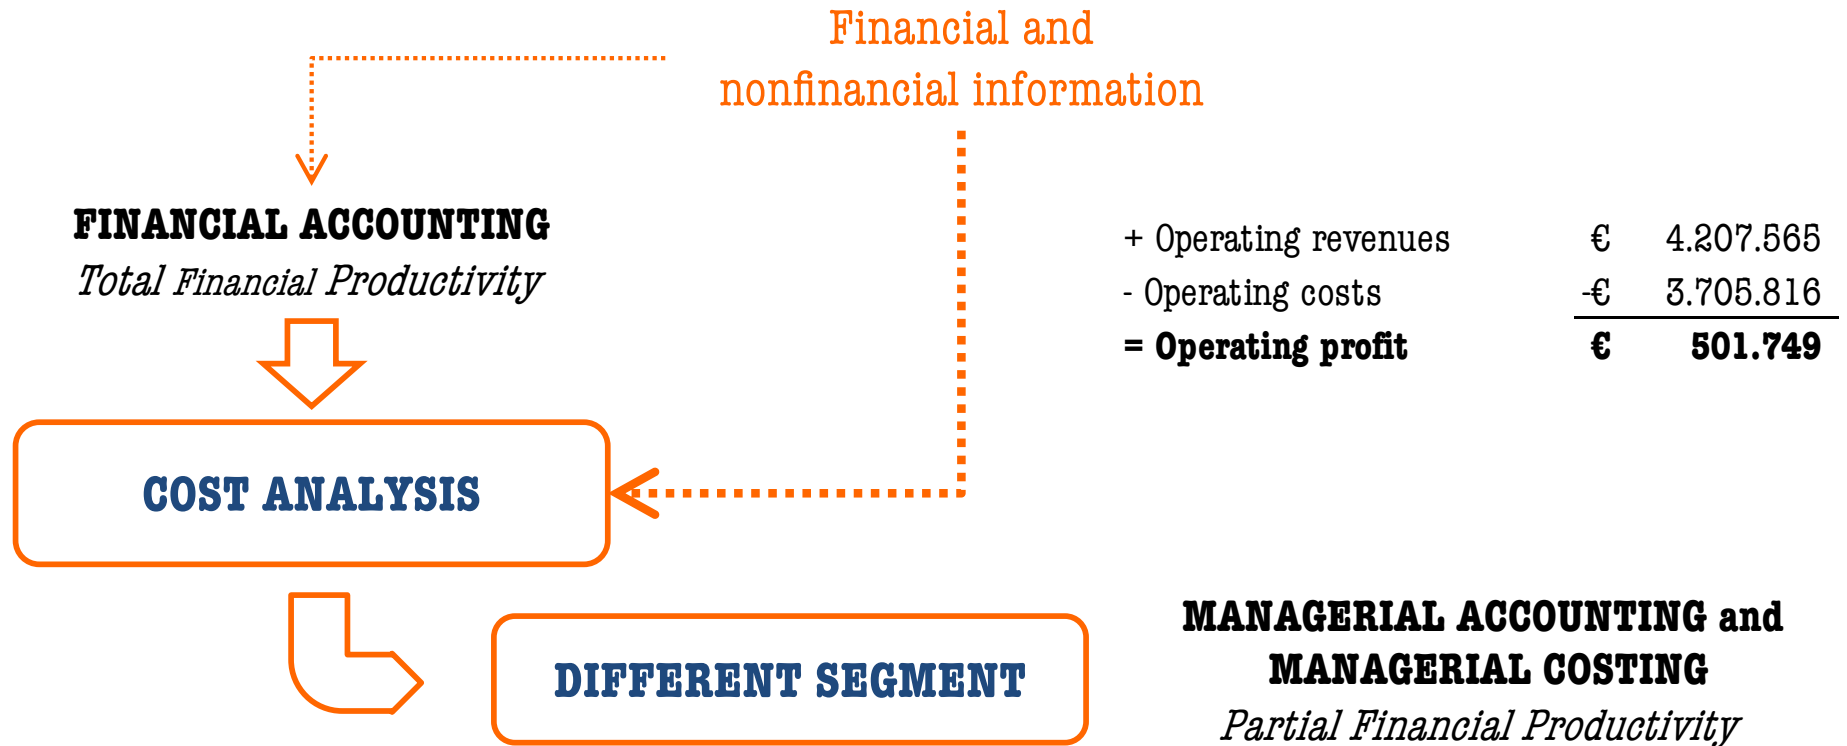 Financial and
nonfinancial information
FINANCIAL ACCOUNTING
Total Financial Productivity
+ Operating revenues € 4.207.565
- Operating costs -€ 3.705.816
= Operating profit € 501.749
COST ANALYSIS
DIFFERENT SEGMENT
MANAGERIAL ACCOUNTING and
MANAGERIAL COSTING
Partial Financial Productivity